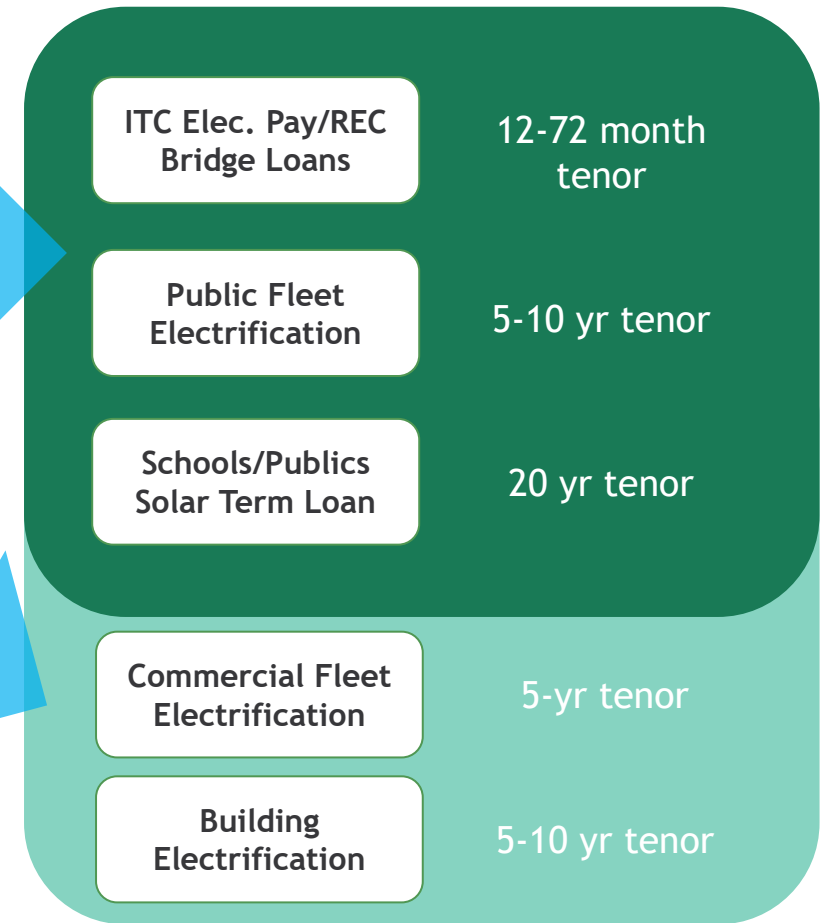 ITC Elec. Pay/REC
Bridge Loans
12-72 month
tenor
Public Fleet
Electrification
5-10 yr tenor
Schools/Publics
Solar Term Loan
20 yr tenor
Commercial Fleet
Electrification
5-yr tenor
Building
Electrification
5-10 yr tenor